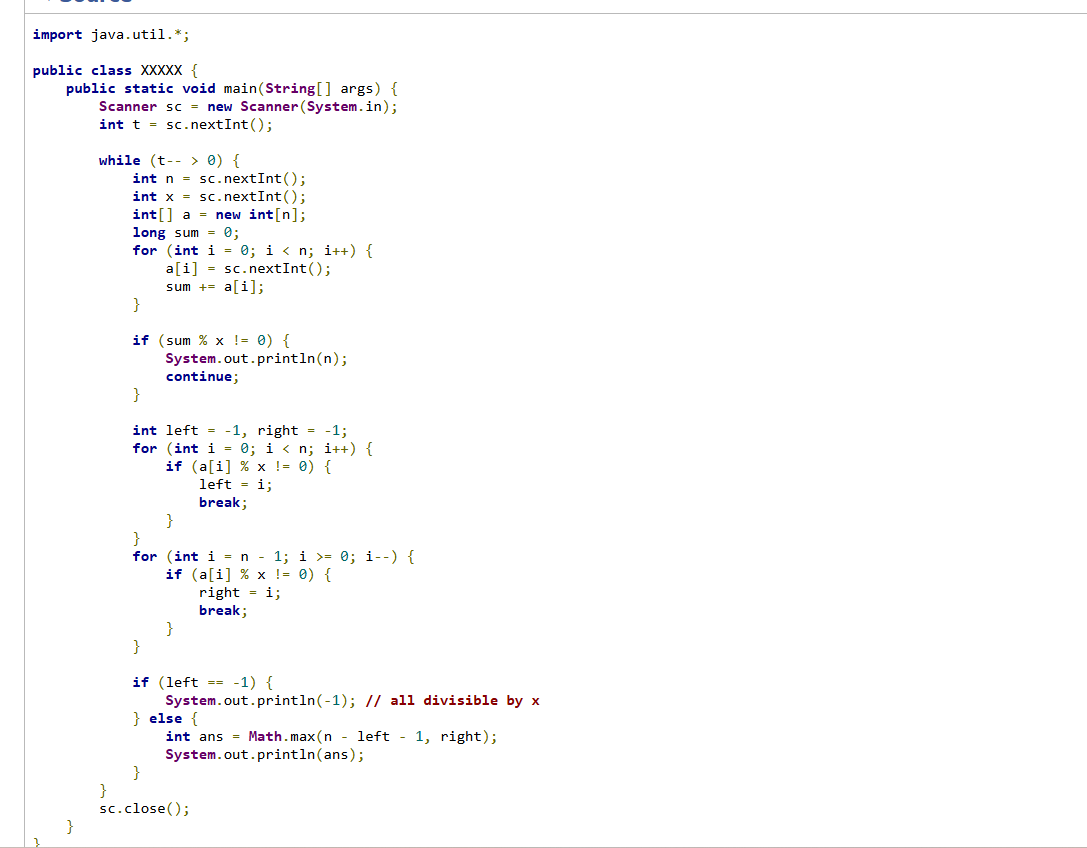 import java.util.*;
public class XXXXX {
public static void main(String[] args) {
Scanner sc = new Scanner(System.in);
int t = sc.nextInt();
while (t-- > 0) {
int n = sc.nextInt();
int x = sc.nextInt();
int[] a = new int[n];
long sum = 0;
for (int i = 0; i < n; i++) {
a[i] = sc.nextInt();
sum += a[i];
}
if (sum % x != 0) {
System.out.println(n);
continue;
}
int left = -1, right = -1;
for (int i = 0; i < n; i++) {
if (a[i] % x != 0) {
left = i;
break;
}
}
for (int i = n - 1; i >= 0; i--) {
if (a[i] % x != 0) {
right = i;
break;
}
}
if (left == -1) {
System.out.println(-1); // all divisible by x
} else {
int ans = Math.max(n - left - 1, right);
System.out.println(ans);
}
}
sc.close();
}
}